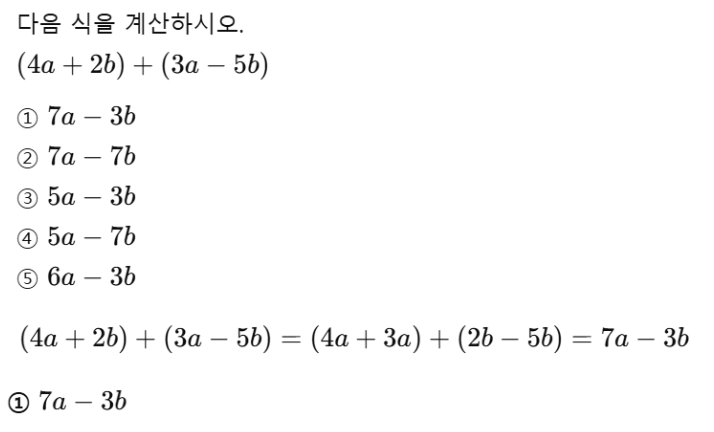 다음 식을 계산하시오.
(4a + 2b) + (3a − 5b)
① 7a − 3b
② 7a − 7b
③ 5a − 3b
④ 5a − 7b
⑤ 6a − 3b
(4a + 2b) + (3a − 5b) = (4a + 3a) + (2b − 5b) = 7a − 3b
① 7a − 3b